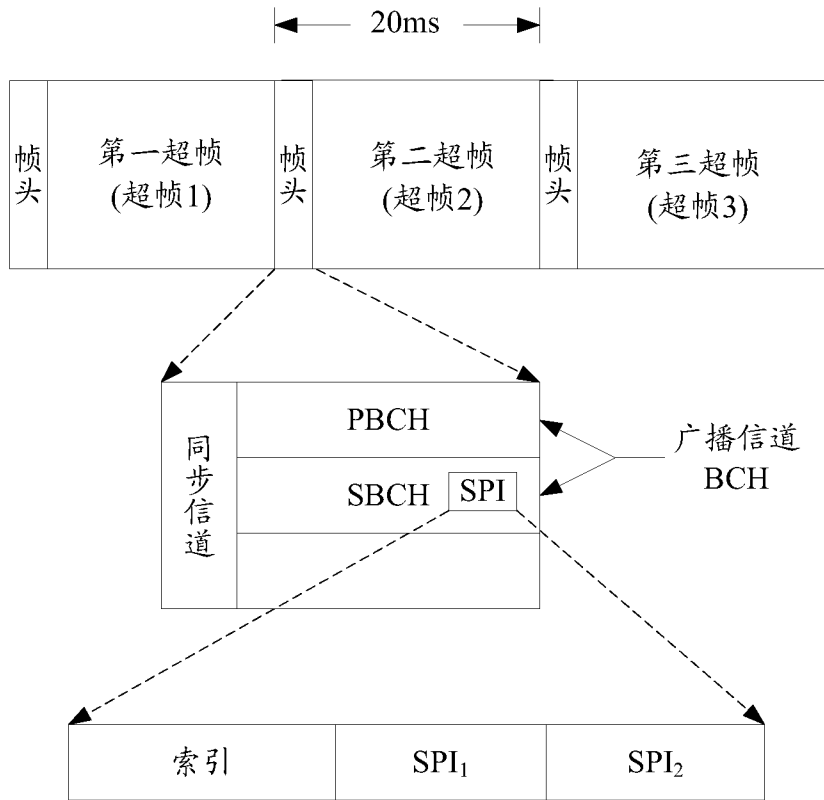 20ms
帧头
第一超帧
(超帧1)
帧头
第二超帧
(超帧2)
帧头
第三超帧
(超帧3)
同步信道
PBCH
SBCH
SPI
广播信道
BCH
索引
SPI₁
SPI₂